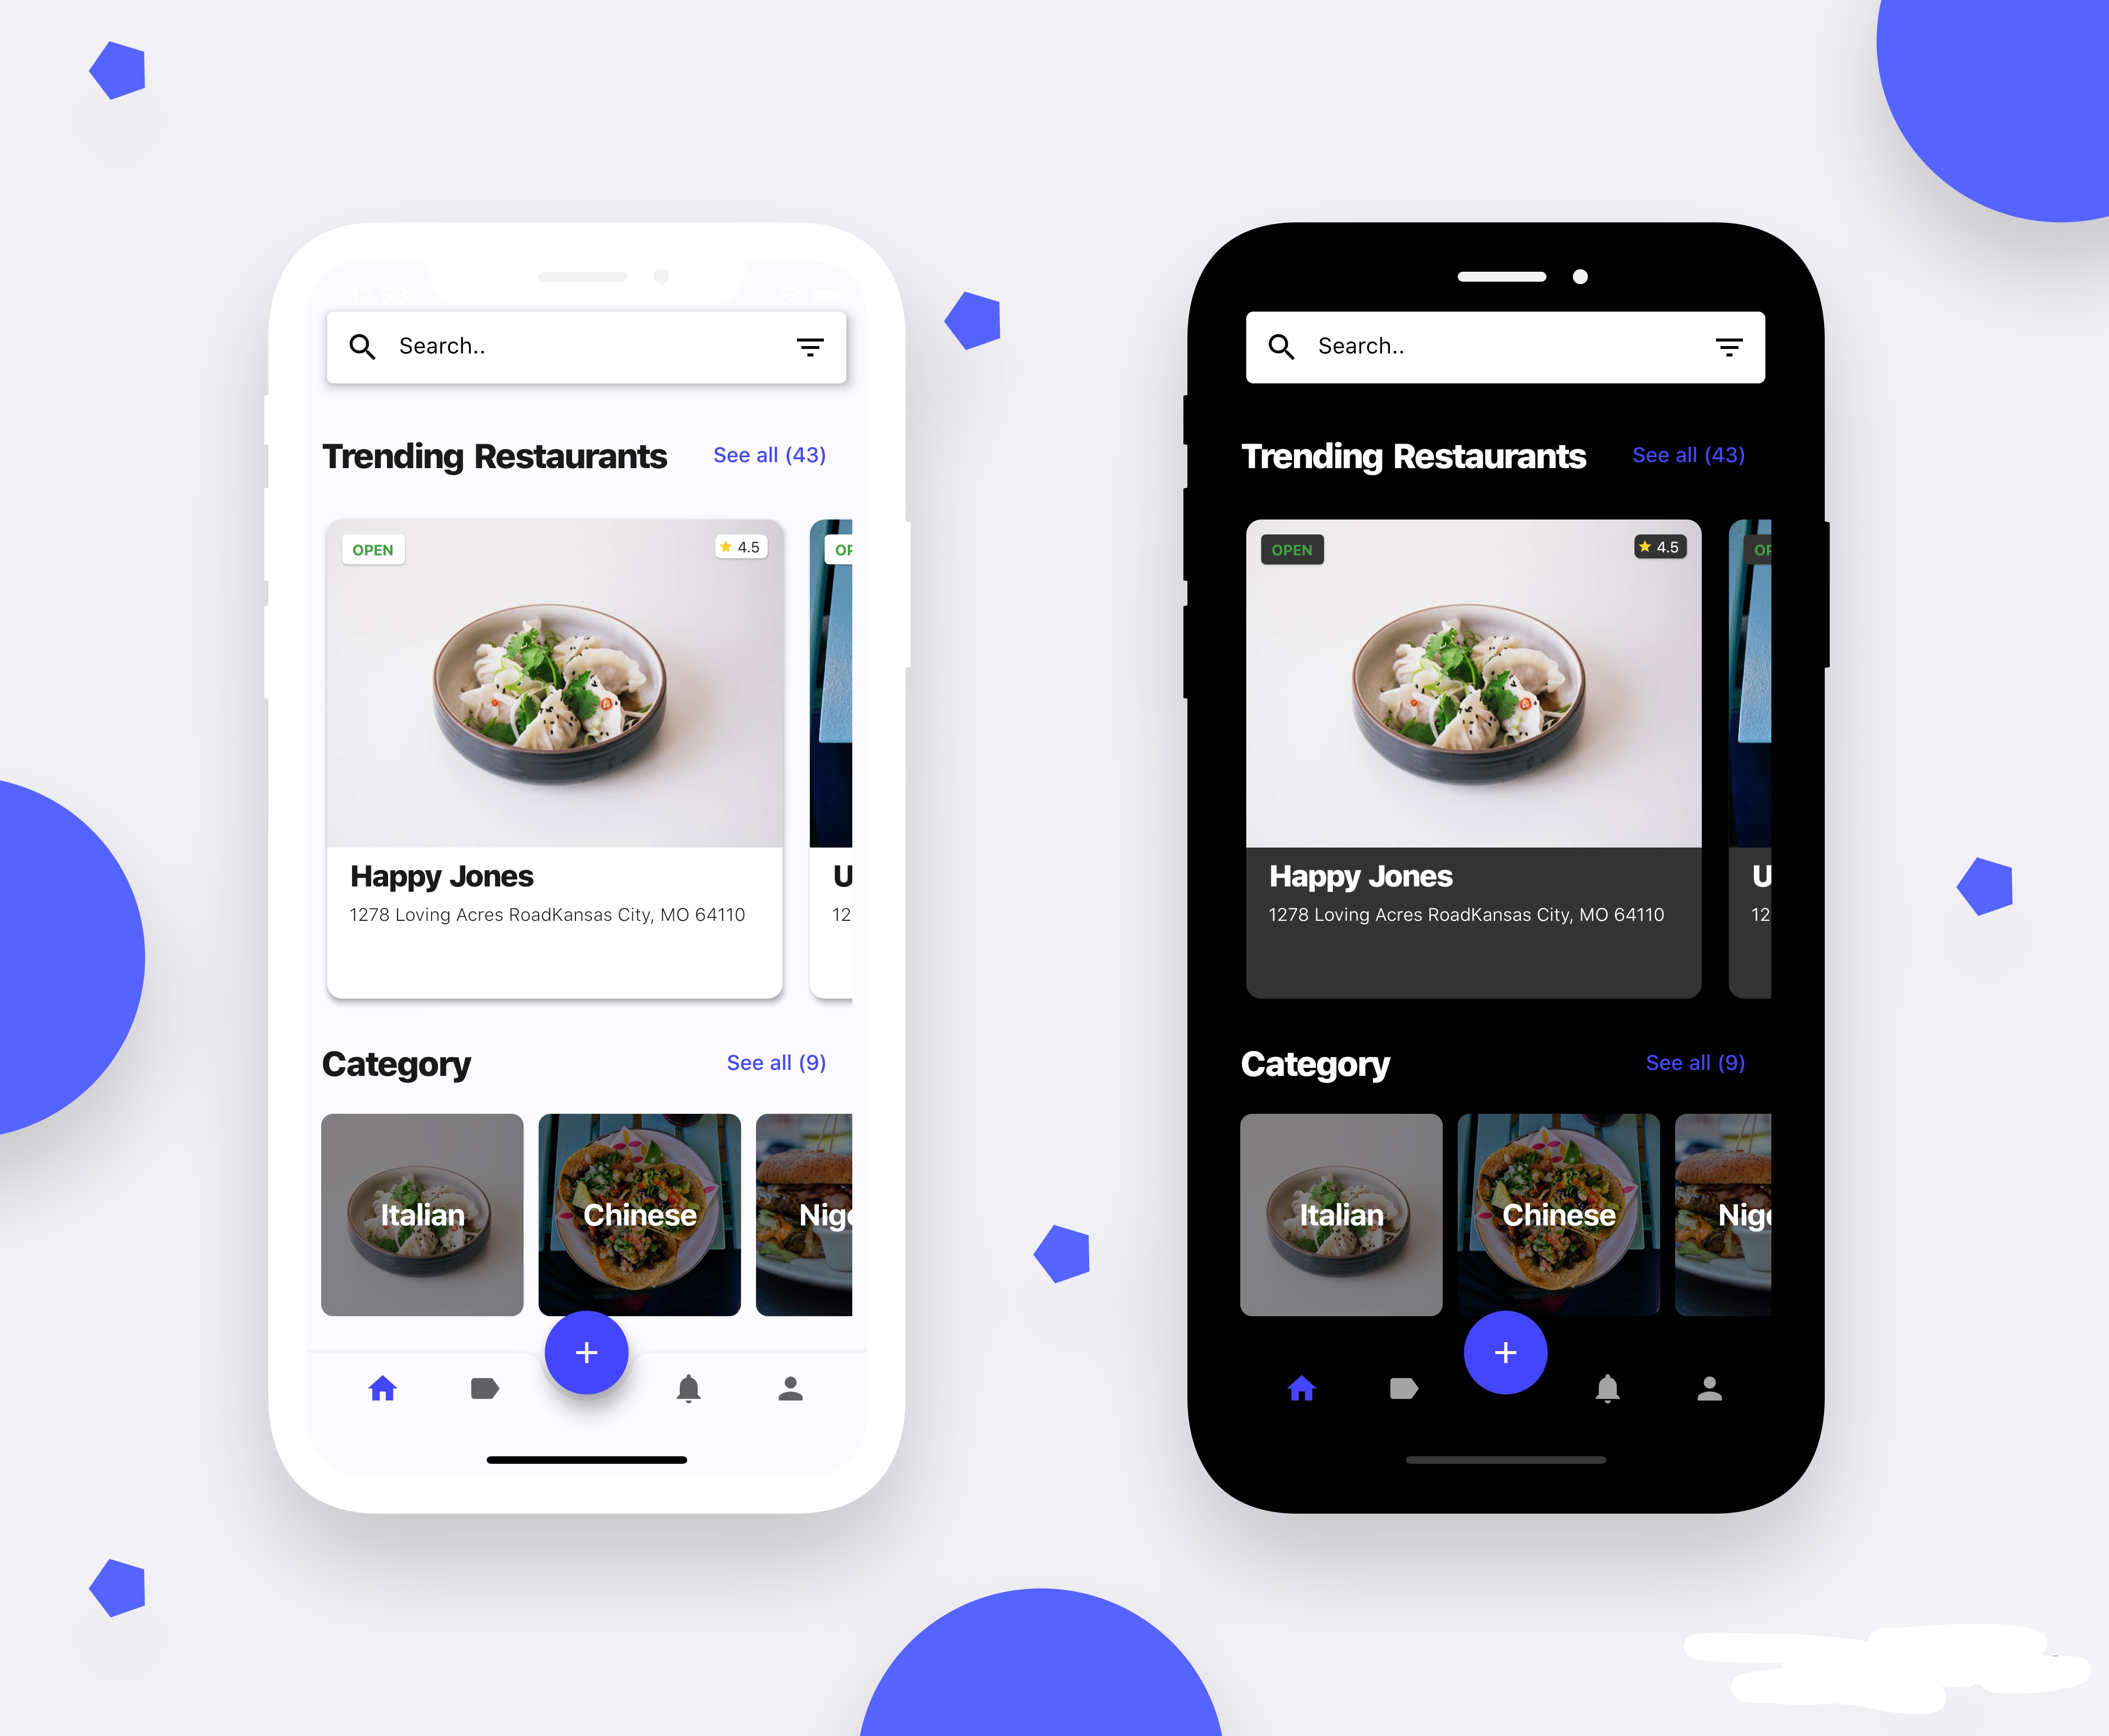 12:53
Search..
Trending Restaurants See all (43)
OPEN 4.5 OP
Happy Jones U
1278 Loving Acres RoadKansas City, MO 64110 12
Category See all (9)
Italian Chinese Nige
Search..
Trending Restaurants See all (43)
OPEN 4.5 OP
Happy Jones U
1278 Loving Acres RoadKansas City, MO 64110 12
Category See all (9)
Italian Chinese Nige